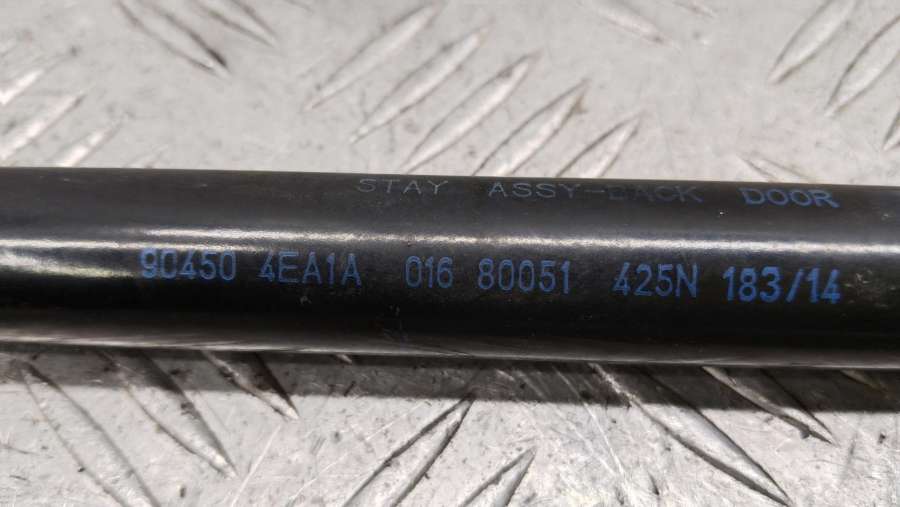 STAY ASSY-BACK DOOR
90450 4EA1A 016 80051 425N 183/14